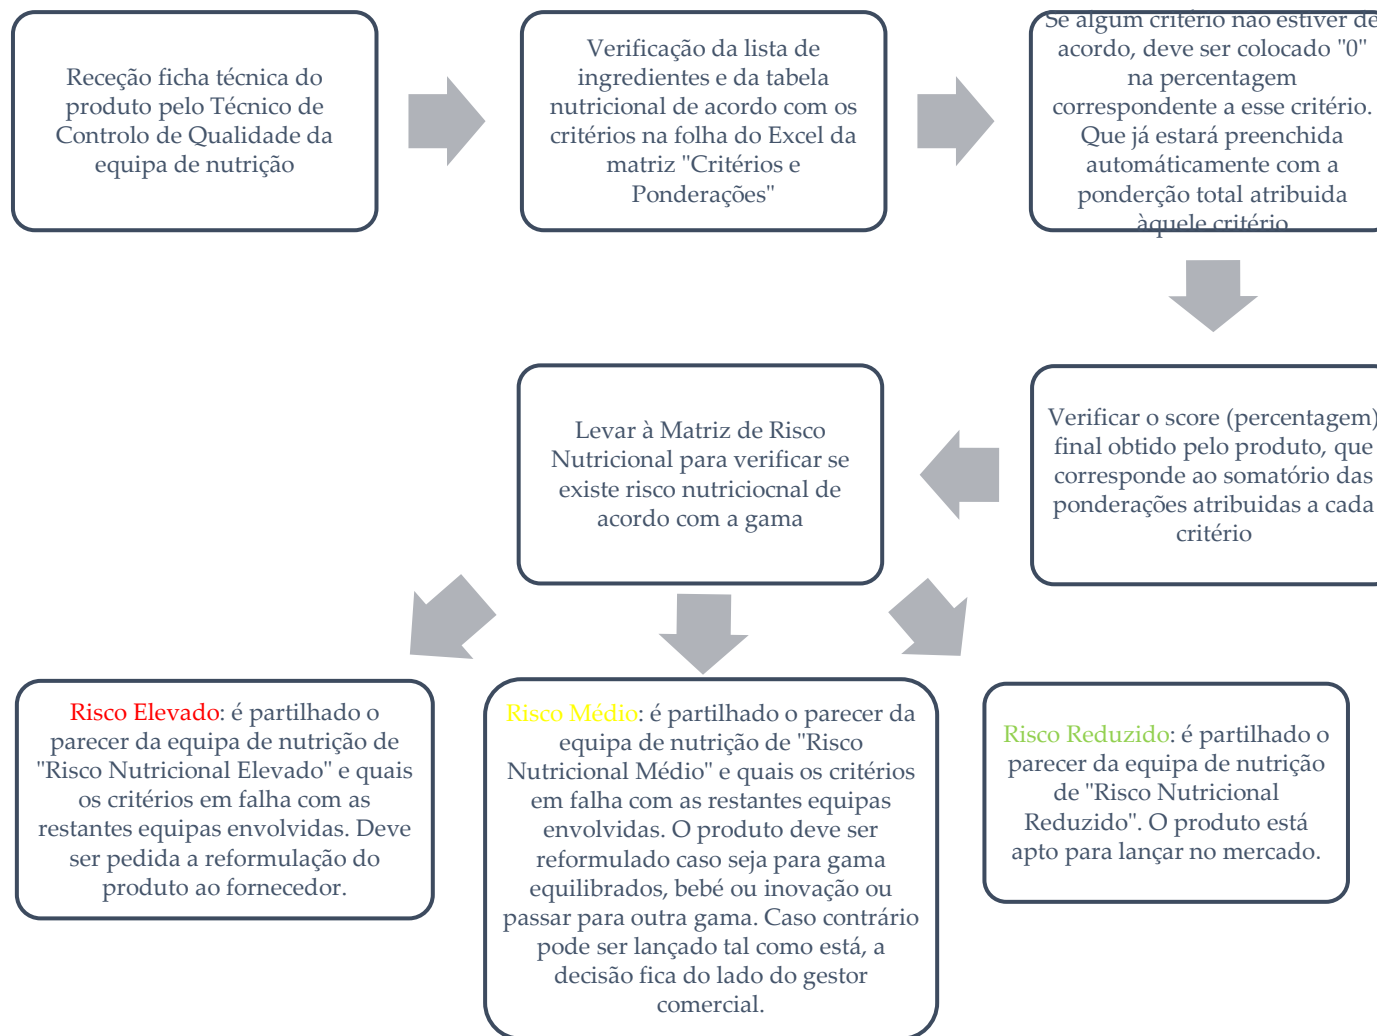 Receção ficha técnica do
produto pelo Técnico de
Controlo de Qualidade da
equipa de nutrição
Verificação da lista de
ingredientes e da tabela
nutricional de acordo com os
critérios na folha do Excel da
matriz "Critérios e
Ponderações"
Se algum critério não estiver de
acordo, deve ser colocado "0"
na percentagem
correspondente a esse critério.
Que já estará preenchida
automáticamente com a
ponderção total atribuida
àquele critério
Verificar o score (percentagem)
final obtido pelo produto, que
corresponde ao somatório das
ponderações atribuidas a cada
critério
Levar à Matriz de Risco
Nutricional para verificar se
existe risco nutriciocnal de
acordo com a gama
Risco Elevado: é partilhado o
parecer da equipa de nutrição de
"Risco Nutricional Elevado" e quais
os critérios em falha com as
restantes equipas envolvidas. Deve
ser pedida a reformulação do
produto ao fornecedor.
Risco Médio: é partilhado o parecer da
equipa de nutrição de "Risco
Nutricional Médio" e quais os critérios
em falha com as restantes equipas
envolvidas. O produto deve ser
reformulado caso seja para gama
equilibrados, bebé ou inovação ou
passar para outra gama. Caso contrário
pode ser lançado tal como está, a
decisão fica do lado do gestor
comercial.
Risco Reduzido: é partilhado o
parecer da equipa de nutrição
de "Risco Nutricional
Reduzido". O produto está
apto para lançar no mercado.